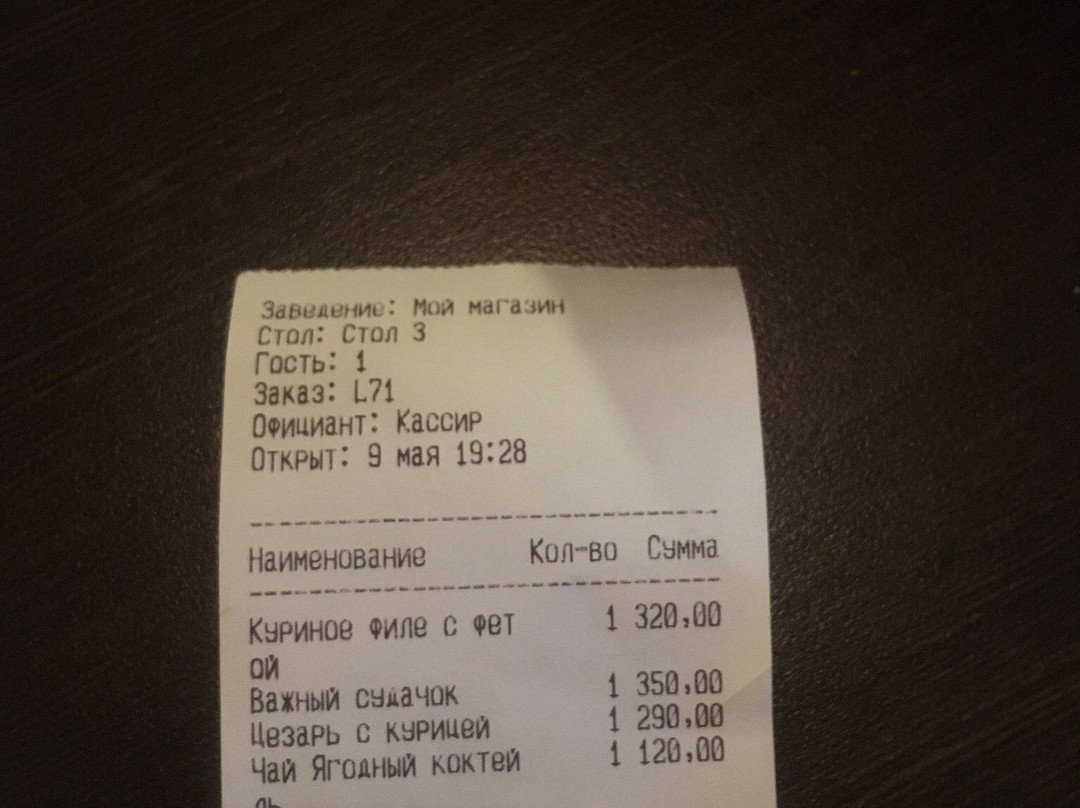 Заведение: Мой магазин
Стол: Стол 3
Гость: 1
Заказ: L71
Официант: Кассир
Открыт: 9 мая 19:28
Наименование Кол-во Сумма
Куриное филе с фет 1 320,00
ой
Важный судачок 1 350,00
Цезарь с курицей 1 290,00
Чай Ягодный коктей 1 120,00
ль